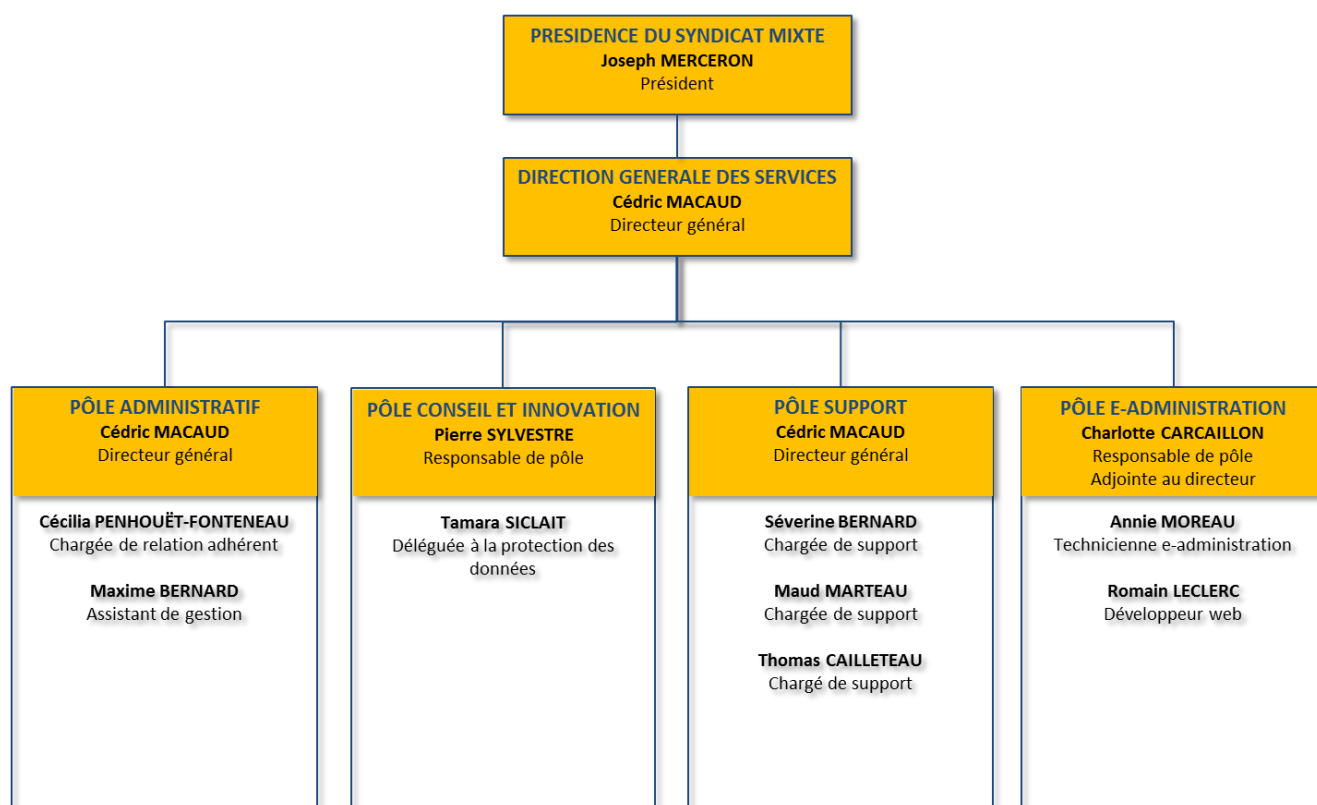 PRESIDENCE DU SYNDICAT MIXTE
Joseph MERCERON
Président
DIRECTION GENERALE DES SERVICES
Cédric MACAUD
Directeur général
PÔLE ADMINISTRATIF
Cédric MACAUD
Directeur général
Cécilia PENHOUËT-FONTENEAU
Chargée de relation adhérent
Maxime BERNARD
Assistant de gestion
PÔLE CONSEIL ET INNOVATION
Pierre SYLVESTRE
Responsable de pôle
Tamara SICLAIT
Déléguée à la protection des
données
PÔLE SUPPORT
Cédric MACAUD
Directeur général
Séverine BERNARD
Chargée de support
Maud MARTEAU
Chargée de support
Thomas CAILLETEAU
Chargé de support
PÔLE E-ADMINISTRATION
Charlotte CARCAILLON
Responsable de pôle
Adjointe au directeur
Annie MOREAU
Technicienne e-administration
Romain LECLERC
Développeur web